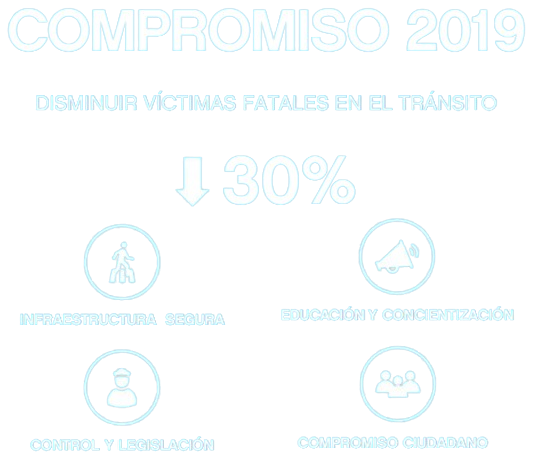 COMPROMISO 2019
DISMINUIR VÍCTIMAS FATALES EN EL TRÁNSITO
30%
INFRAESTRUCTURA SEGURA
EDUCACIÓN Y CONCIENTIZACIÓN
CONTROL Y LEGISLACIÓN
COMPROMISO CIUDADANO